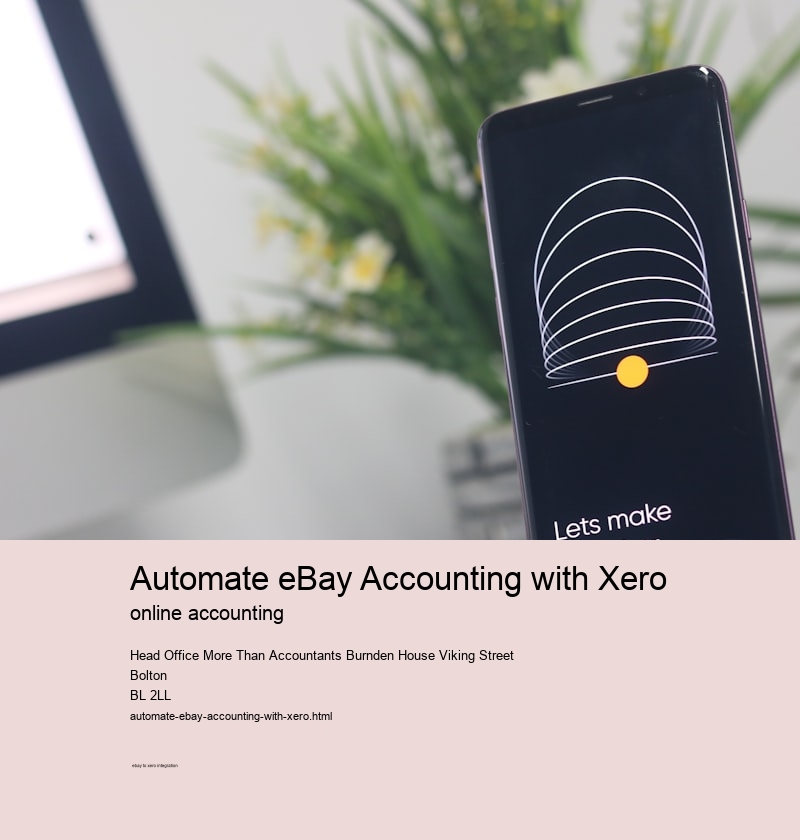 Lets make
Automate eBay Accounting with Xero
online accounting
Head Office More Than Accountants Burnden House Viking Street
Bolton
BL 2LL
automate-ebay-accounting-with-xero.html
ebay to xero integration